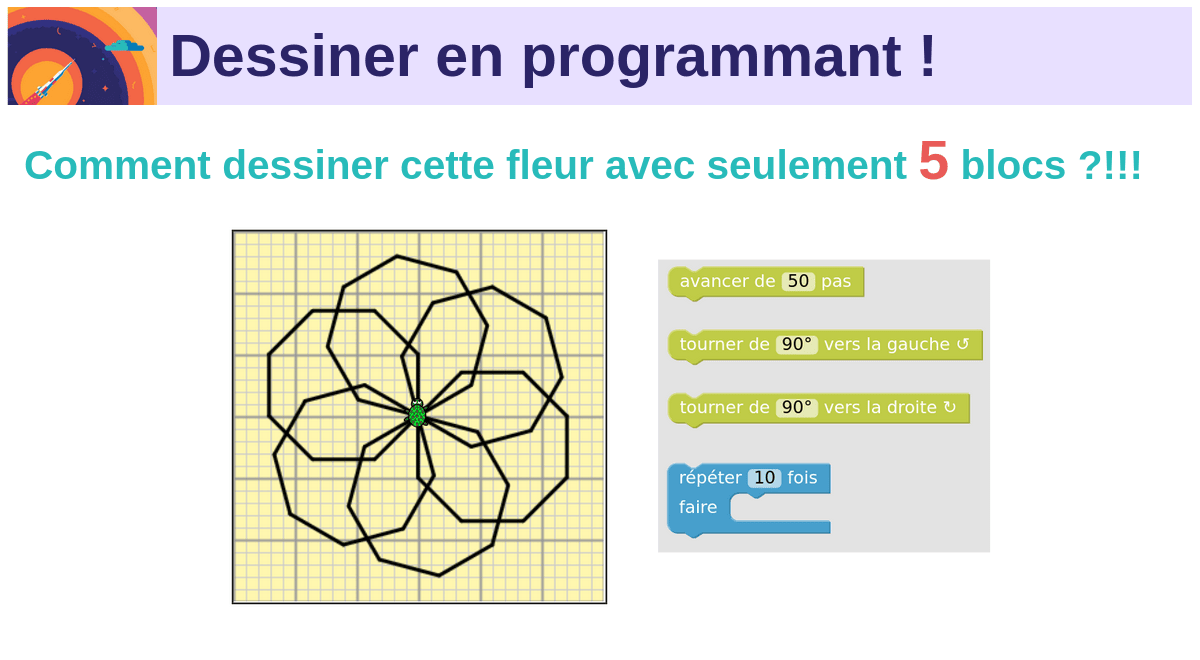 Dessiner en programmant !
Comment dessiner cette fleur avec seulement 5 blocs ?!!!
avancer de 50 pas
tourner de 90° vers la gauche ↺
tourner de 90° vers la droite ↻
répéter 10 fois
faire